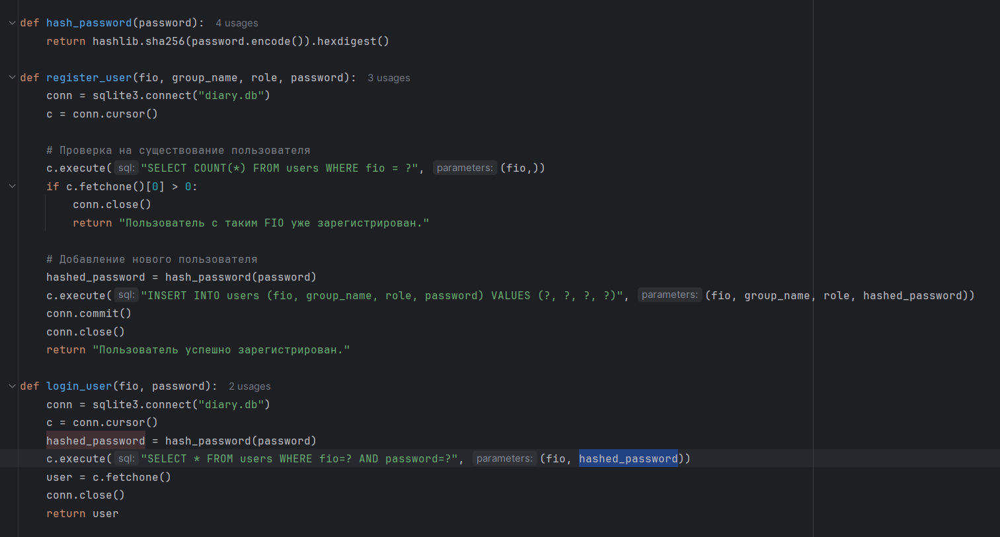 def hash_password(password): 4 usages
    return hashlib.sha256(password.encode()).hexdigest()
def register_user(fio, group_name, role, password): 3 usages
    conn = sqlite3.connect("diary.db")
    c = conn.cursor()
    # Проверка на существование пользователя
    c.execute( sql: "SELECT COUNT(*) FROM users WHERE fio = ?", parameters: (fio,))
    if c.fetchone()[0] > 0:
        conn.close()
        return "Пользователь с таким FIO уже зарегистрирован."
    # Добавление нового пользователя
    hashed_password = hash_password(password)
    c.execute( sql: "INSERT INTO users (fio, group_name, role, password) VALUES (?, ?, ?, ?)", parameters: (fio, group_name, role, hashed_password))
    conn.commit()
    conn.close()
    return "Пользователь успешно зарегистрирован."
def login_user(fio, password): 2 usages
    conn = sqlite3.connect("diary.db")
    c = conn.cursor()
    hashed_password = hash_password(password)
    c.execute( sql: "SELECT * FROM users WHERE fio=? AND password=?", parameters: (fio, hashed_password))
    user = c.fetchone()
    conn.close()
    return user